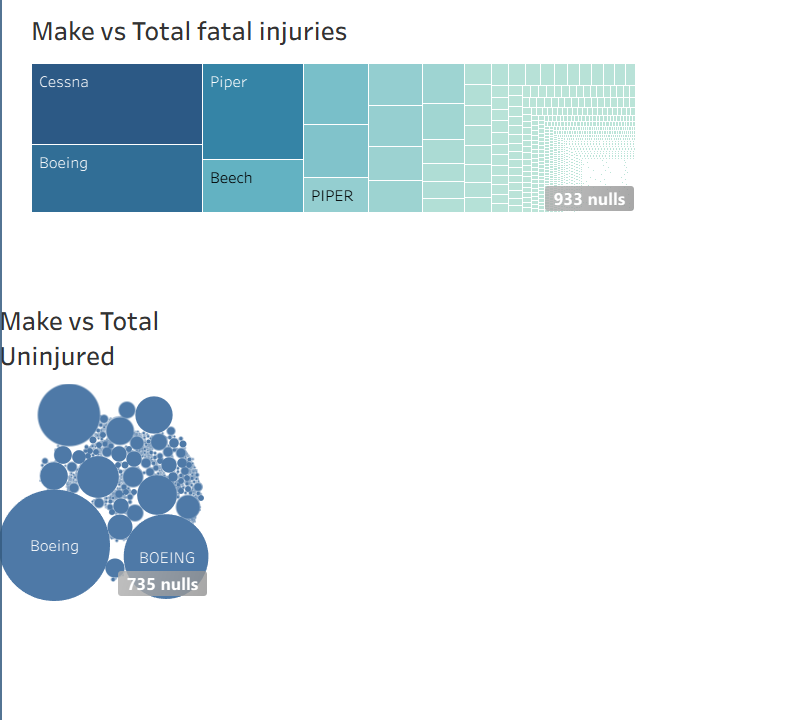 Make vs Total fatal injuries
Cessna
Piper
Boeing
Beech
PIPER
933 nulls
Make vs Total
Uninjured
Boeing
BOEING
735 nulls